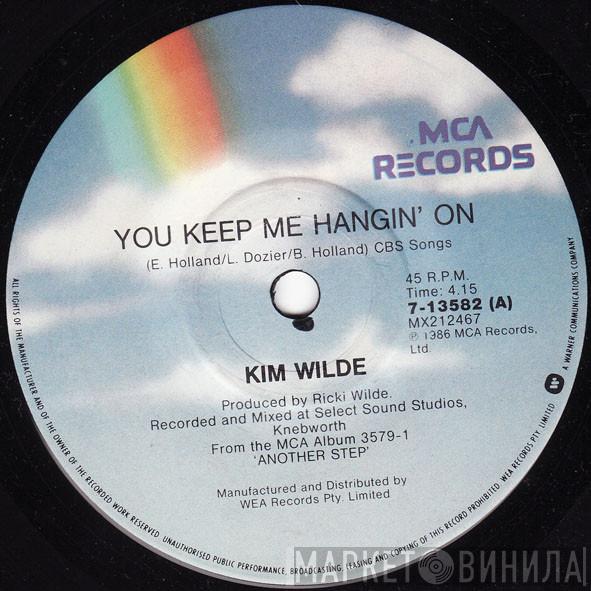 MCA
RECORDS
YOU KEEP ME HANGIN' ON
(E. Holland/L. Dozier/B. Holland) CBS Songs
45 R.P.M.
Time: 4.15
7-13582 (A)
MX212467
℗ 1986 MCA Records,
Ltd.
KIM WILDE
Produced by Ricki Wilde.
Recorded and Mixed at Select Sound Studios,
Knebworth
From the MCA Album 3579-1
'ANOTHER STEP'
Manufactured and Distributed by
WEA Records Pty. Limited
ALL RIGHTS OF THE MANUFACTURER AND OF THE OWNER OF THE RECORDED WORK RESERVED. UNAUTHORISED PUBLIC PERFORMANCE, BROADCASTING, LEASING AND COPYING OF THIS RECORD PROHIBITED. WEA RECORDS PTY. LIMITED
A WARNER COMMUNICATIONS COMPANY
МАРКЕТ ВИНИЛА